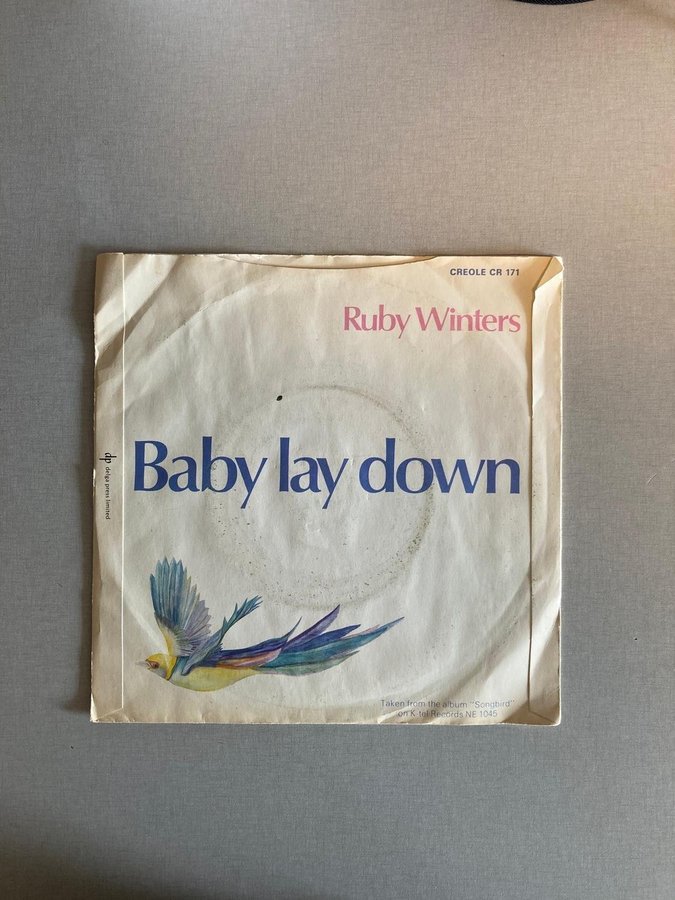 CREOLE CR 171
Ruby Winters
Baby lay down
dp delga press limited
Taken from the album "Songbird"
on K-tel Records NE 1045